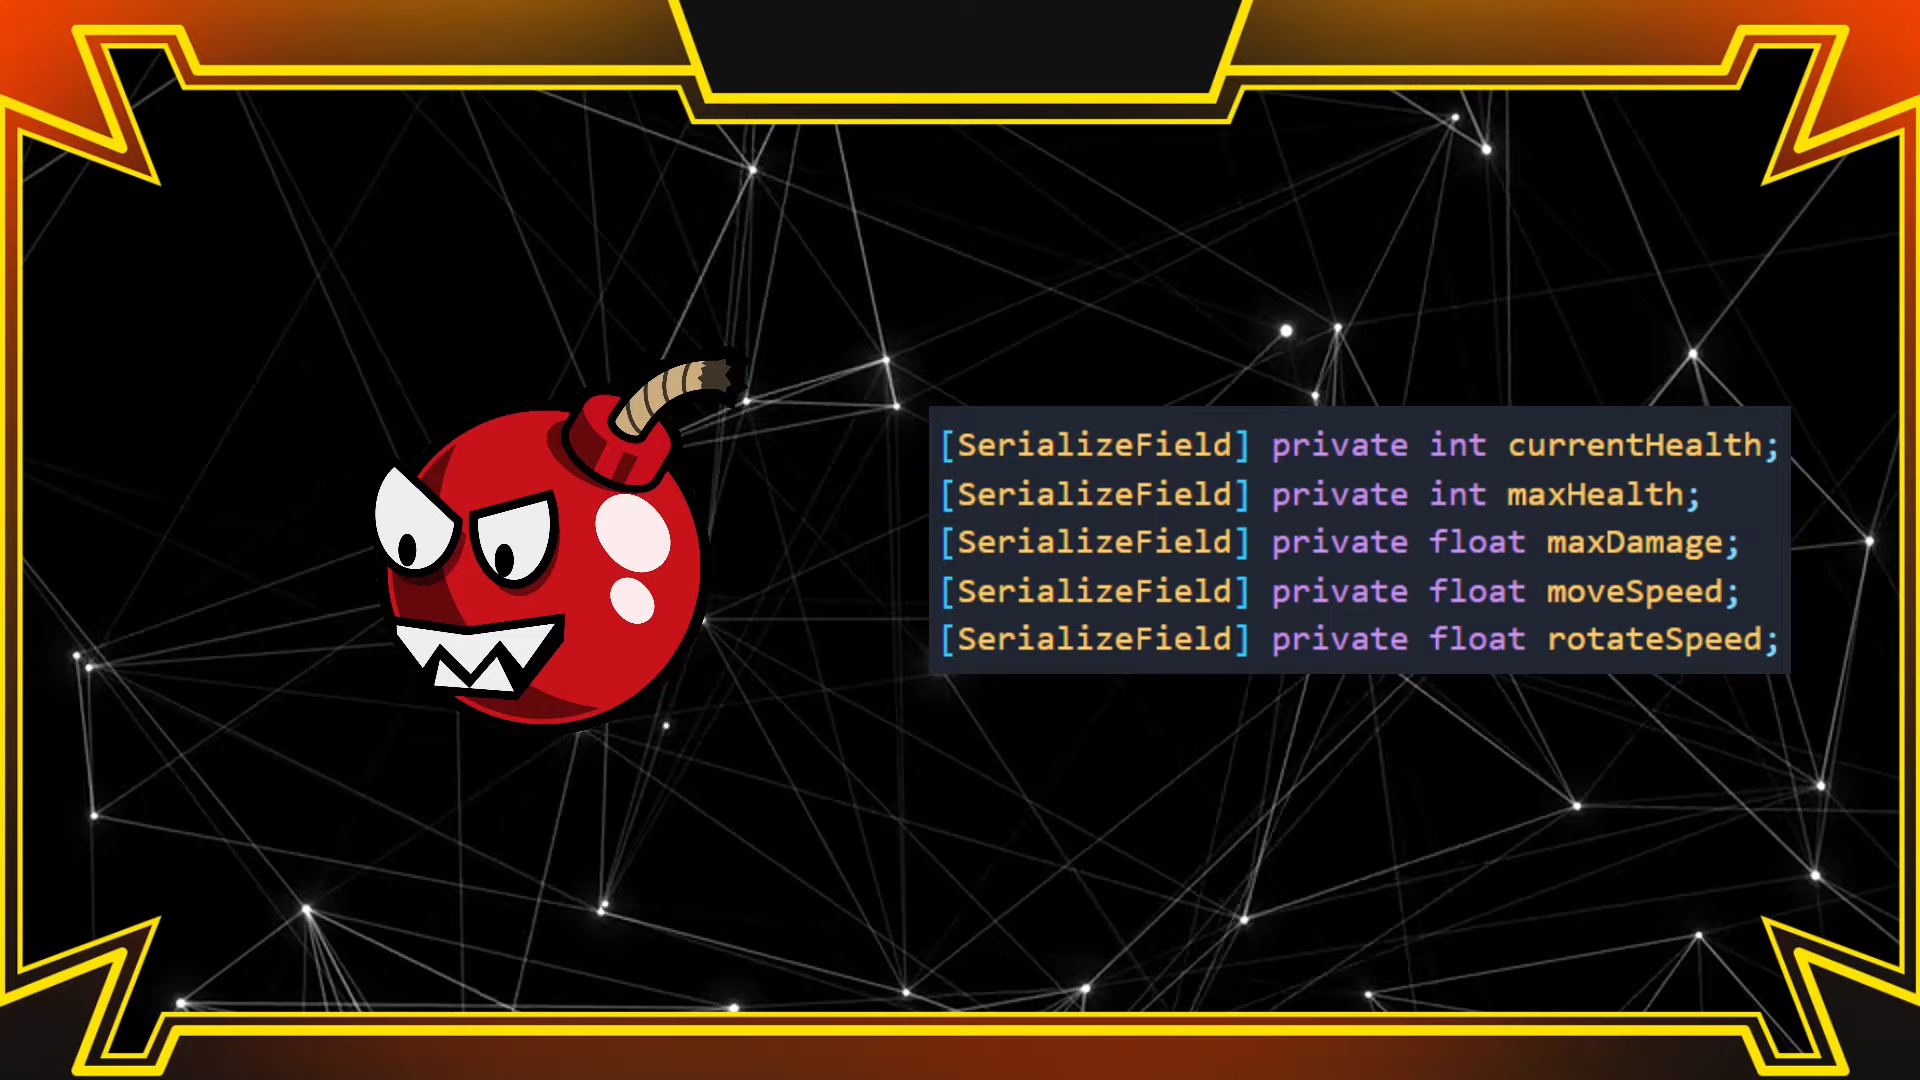 [SerializeField] private int currentHealth;
[SerializeField] private int maxHealth;
[SerializeField] private float maxDamage;
[SerializeField] private float moveSpeed;
[SerializeField] private float rotateSpeed;